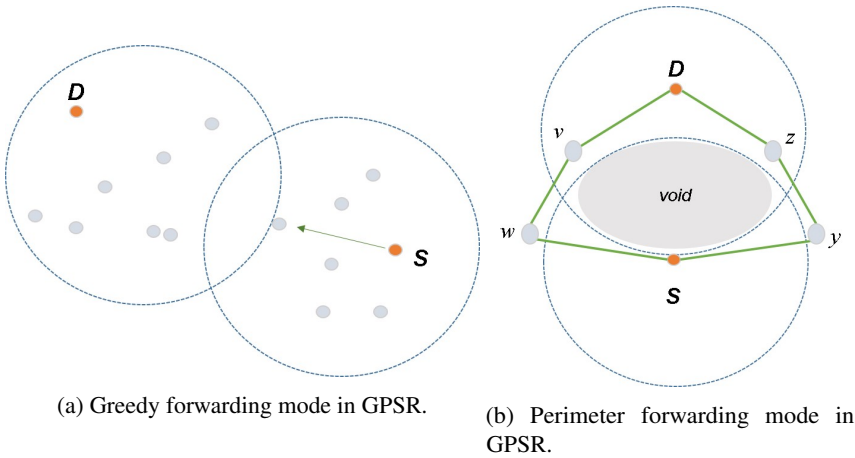 D
S
(a) Greedy forwarding mode in GPSR.
D
v
z
void
w
y
S
(b) Perimeter forwarding mode in
GPSR.